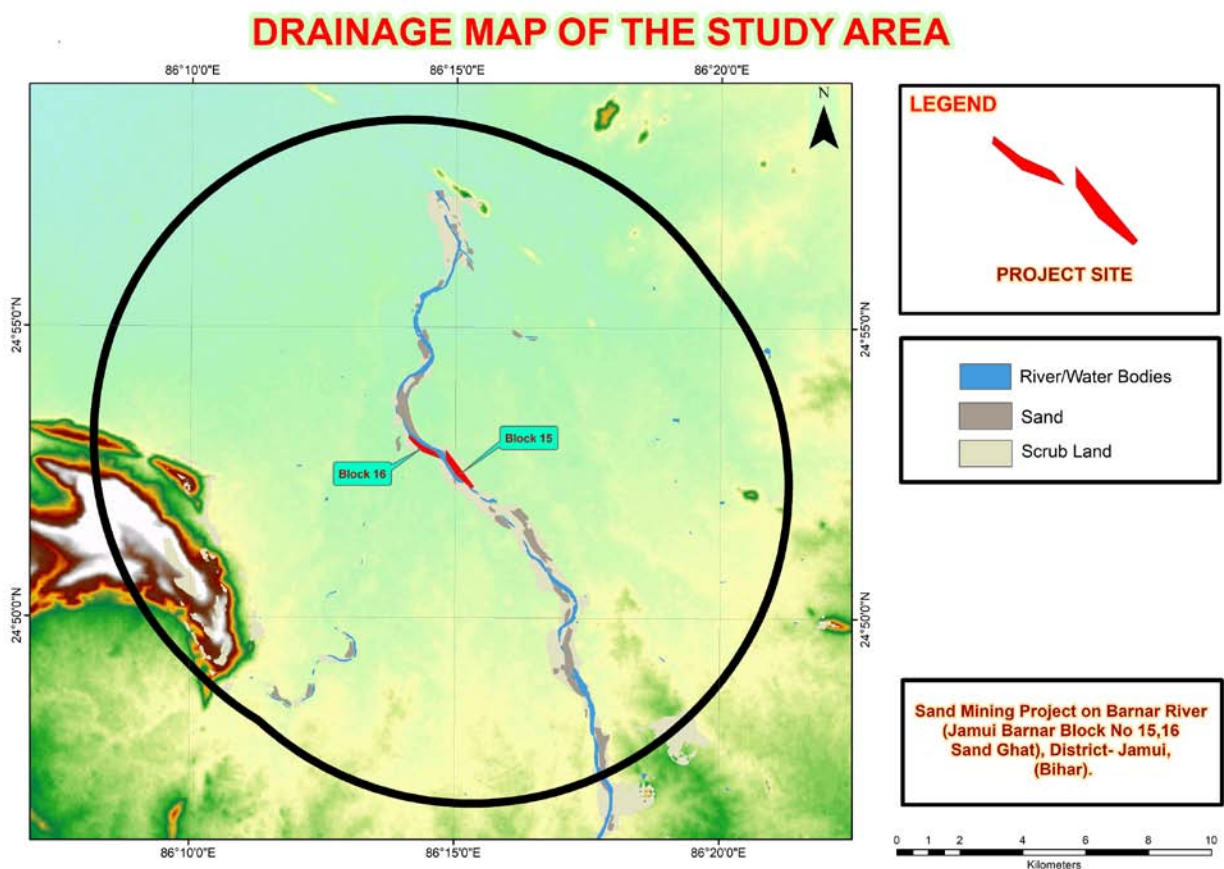 DRAINAGE MAP OF THE STUDY AREA
86°10'0"E
86°15'0"E
86°20'0"E
N
LEGEND
PROJECT SITE
24°55'0"N
24°55'0"N
River/Water Bodies
Sand
Scrub Land
Block 15
Block 16
24°50'0"N
24°50'0"N
Sand Mining Project on Barnar River
(Jamui Barnar Block No 15,16
Sand Ghat), District- Jamui,
(Bihar).
86°10'0"E
86°15'0"E
86°20'0"E
0 1 2 4 6 8 10
Kilometers